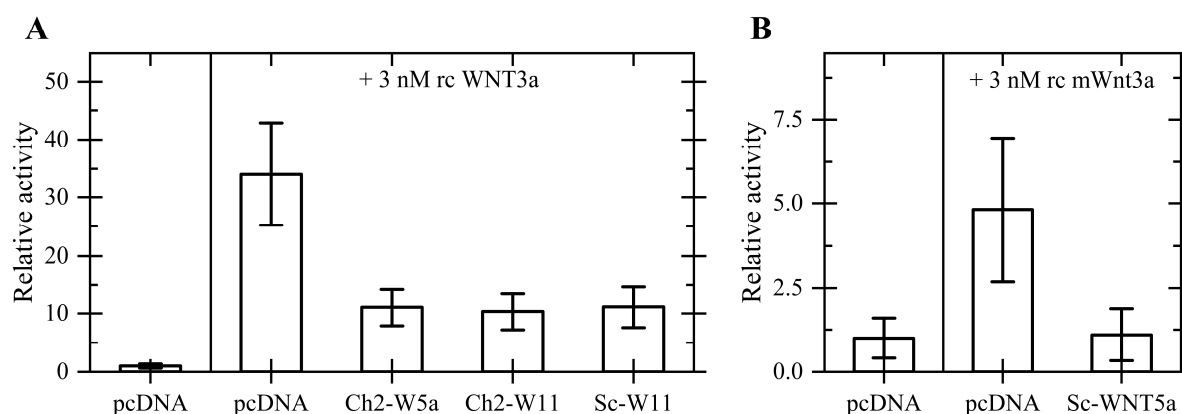 A
Relative activity
50
40
30
20
10
0
+ 3 nM rc WNT3a
pcDNA pcDNA Ch2-W5a Ch2-W11 Sc-W11
B
Relative activity
7.5
5.0
2.5
0.0
+ 3 nM rc mWnt3a
pcDNA pcDNA Sc-WNT5a